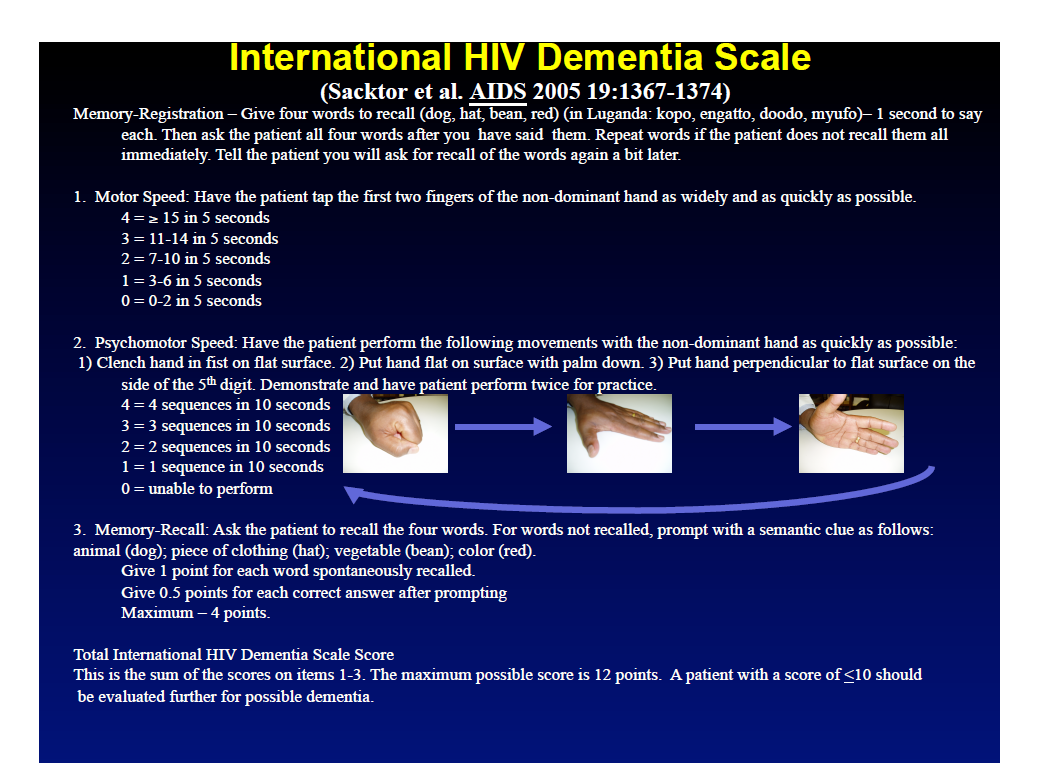 International HIV Dementia Scale
(Sacktor et al. AIDS 2005 19:1367-1374)
Memory-Registration – Give four words to recall (dog, hat, bean, red) (in Luganda: kopo, engatto, doodo, myufo)– 1 second to say
each. Then ask the patient all four words after you have said them. Repeat words if the patient does not recall them all
immediately. Tell the patient you will ask for recall of the words again a bit later.
1. Motor Speed: Have the patient tap the first two fingers of the non-dominant hand as widely and as quickly as possible.
4 = ≥ 15 in 5 seconds
3 = 11-14 in 5 seconds
2 = 7-10 in 5 seconds
1 = 3-6 in 5 seconds
0 = 0-2 in 5 seconds
2. Psychomotor Speed: Have the patient perform the following movements with the non-dominant hand as quickly as possible:
1) Clench hand in fist on flat surface. 2) Put hand flat on surface with palm down. 3) Put hand perpendicular to flat surface on the
side of the 5th digit. Demonstrate and have patient perform twice for practice.
4 = 4 sequences in 10 seconds
3 = 3 sequences in 10 seconds
2 = 2 sequences in 10 seconds
1 = 1 sequence in 10 seconds
0 = unable to perform
3. Memory-Recall: Ask the patient to recall the four words. For words not recalled, prompt with a semantic clue as follows:
animal (dog); piece of clothing (hat); vegetable (bean); color (red).
Give 1 point for each word spontaneously recalled.
Give 0.5 points for each correct answer after prompting
Maximum – 4 points.
Total International HIV Dementia Scale Score
This is the sum of the scores on items 1-3. The maximum possible score is 12 points. A patient with a score of ≤10 should
be evaluated further for possible dementia.